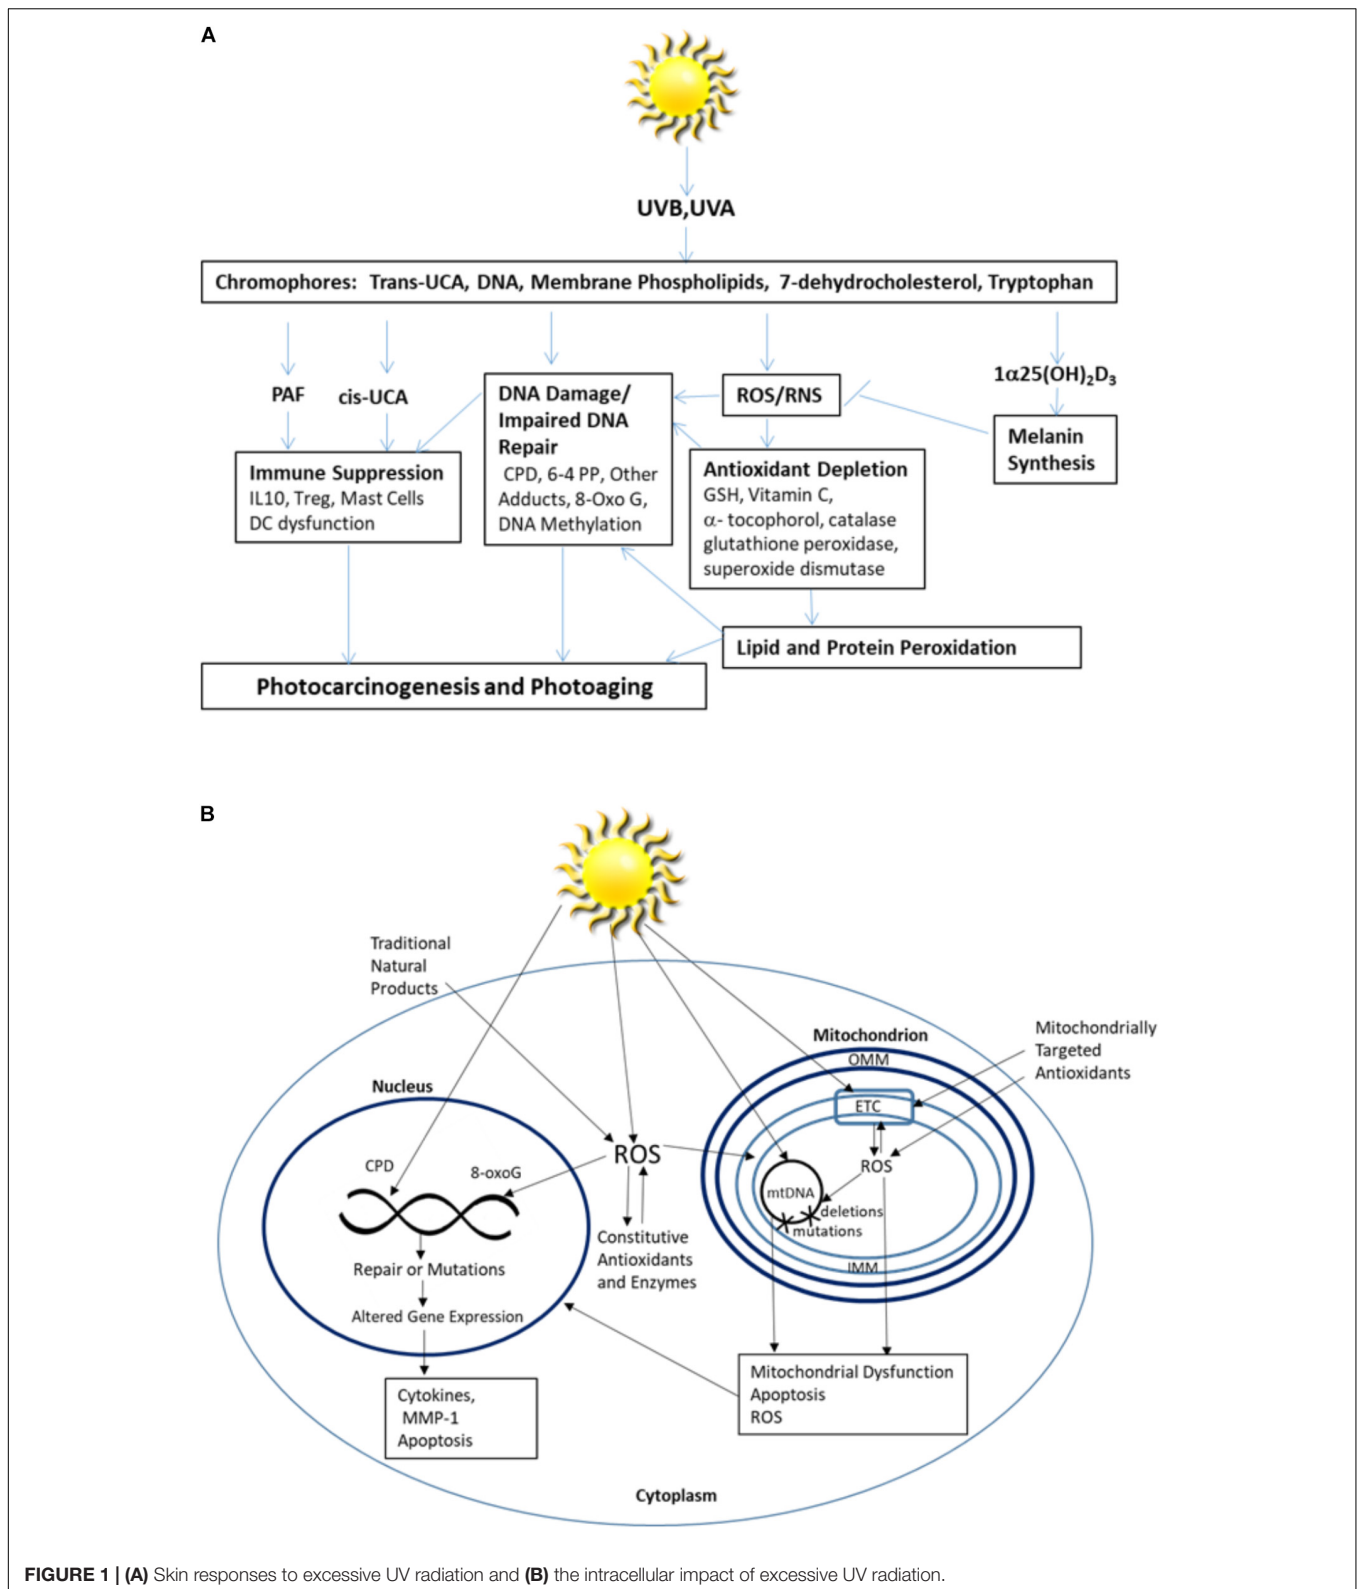 A
UVB,UVA
Chromophores: Trans-UCA, DNA, Membrane Phospholipids, 7-dehydrocholesterol, Tryptophan
PAF
cis-UCA
DNA Damage/
Impaired DNA
Repair
CPD, 6-4 PP, Other
Adducts, 8-Oxo G,
DNA Methylation
ROS/RNS
1α25(OH)₂D₃
Melanin
Synthesis
Immune Suppression
IL10, Treg, Mast Cells
DC dysfunction
Antioxidant Depletion
GSH, Vitamin C,
α- tocophorol, catalase
glutathione peroxidase,
superoxide dismutase
Lipid and Protein Peroxidation
Photocarcinogenesis and Photoaging
B
Traditional
Natural
Products
Mitochondrially
Targeted
Antioxidants
Mitochondrion
OMM
ETC
ROS
mtDNA
deletions
mutations
IMM
Nucleus
CPD
8-oxoG
Repair or Mutations
Altered Gene Expression
ROS
Constitutive
Antioxidants
and Enzymes
Cytokines,
MMP-1
Apoptosis
Mitochondrial Dysfunction
Apoptosis
ROS
Cytoplasm
FIGURE 1 | (A) Skin responses to excessive UV radiation and (B) the intracellular impact of excessive UV radiation.